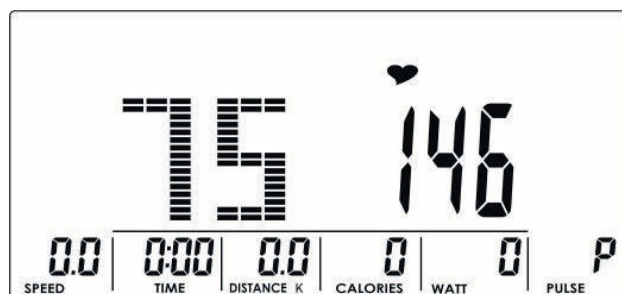 75 146
0.0 0:00 0.0 0 0 P
SPEED TIME DISTANCE K CALORIES WATT PULSE